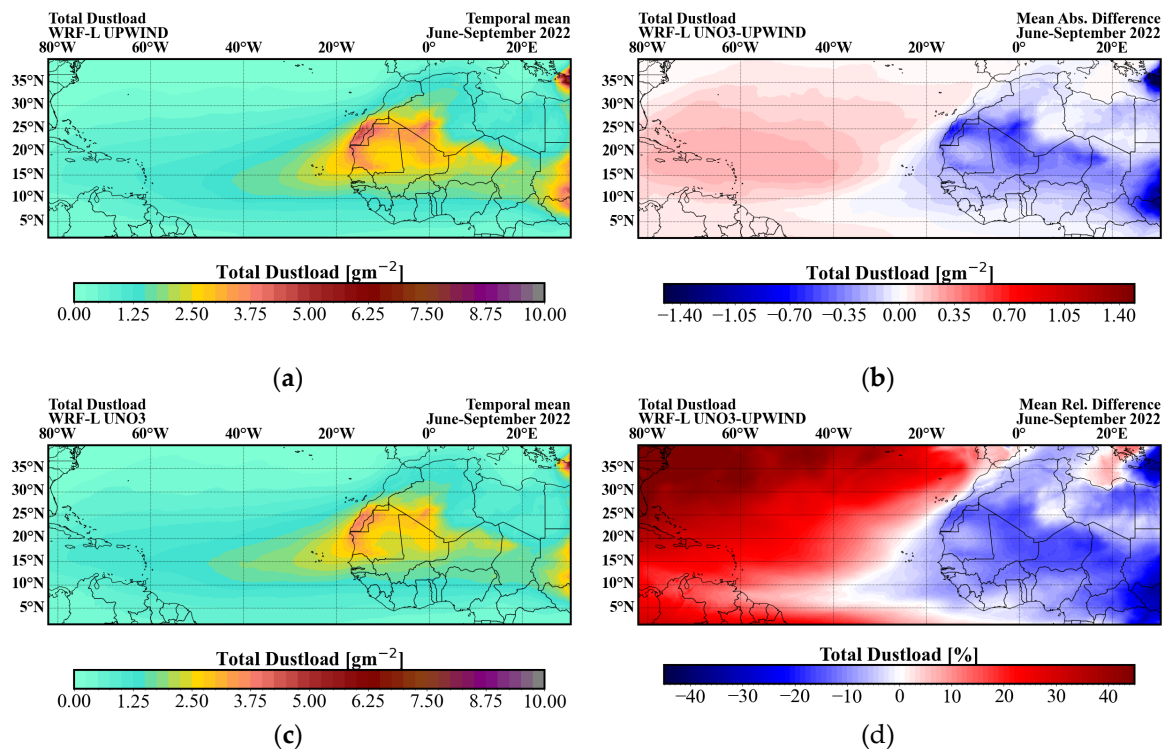 Total Dustload
WRF-L UPWIND
Temporal mean
June-September 2022
80°W 60°W 40°W 20°W 0° 20°E
35°N
30°N
25°N
20°N
15°N
10°N
5°N
Total Dustload [gm⁻²]
0.00 1.25 2.50 3.75 5.00 6.25 7.50 8.75 10.00
(a)
Total Dustload
WRF-L UNO3-UPWIND
Mean Abs. Difference
June-September 2022
80°W 60°W 40°W 20°W 0° 20°E
35°N
30°N
25°N
20°N
15°N
10°N
5°N
Total Dustload [gm⁻²]
−1.40 −1.05 −0.70 −0.35 0.00 0.35 0.70 1.05 1.40
(b)
Total Dustload
WRF-L UNO3
Temporal mean
June-September 2022
80°W 60°W 40°W 20°W 0° 20°E
35°N
30°N
25°N
20°N
15°N
10°N
5°N
Total Dustload [gm⁻²]
0.00 1.25 2.50 3.75 5.00 6.25 7.50 8.75 10.00
(c)
Total Dustload
WRF-L UNO3-UPWIND
Mean Rel. Difference
June-September 2022
80°W 60°W 40°W 20°W 0° 20°E
35°N
30°N
25°N
20°N
15°N
10°N
5°N
Total Dustload [%]
−40 −30 −20 −10 0 10 20 30 40
(d)